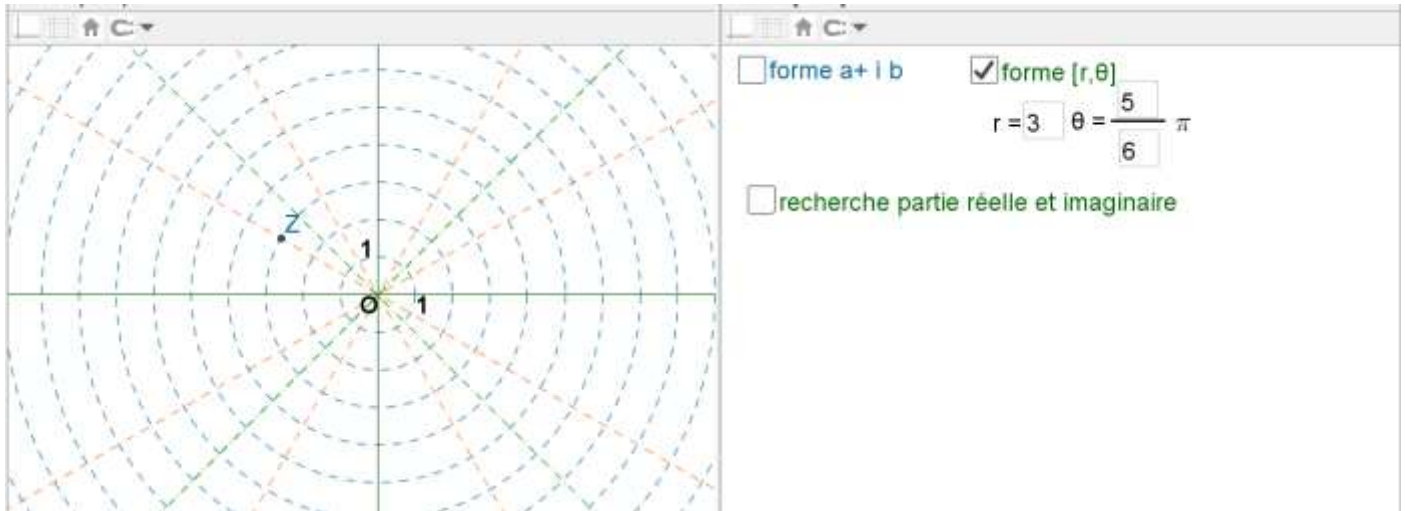 Z
1
O 1
forme a+ i b
forme [r,θ]
r = 3 θ = 5/6 π
recherche partie réelle et imaginaire